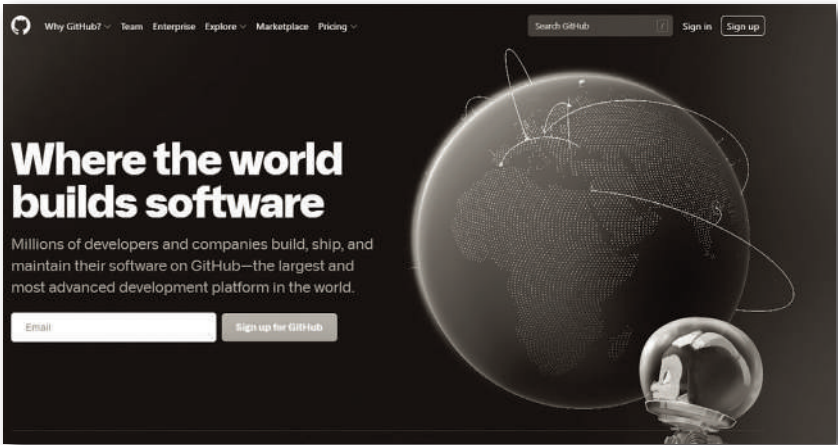 Why GitHub? Team Enterprise Explore Marketplace Pricing Search GitHub / Sign in Sign up
Where the world
builds software
Millions of developers and companies build, ship, and
maintain their software on GitHub—the largest and
most advanced development platform in the world.
Email Sign up for GitHub